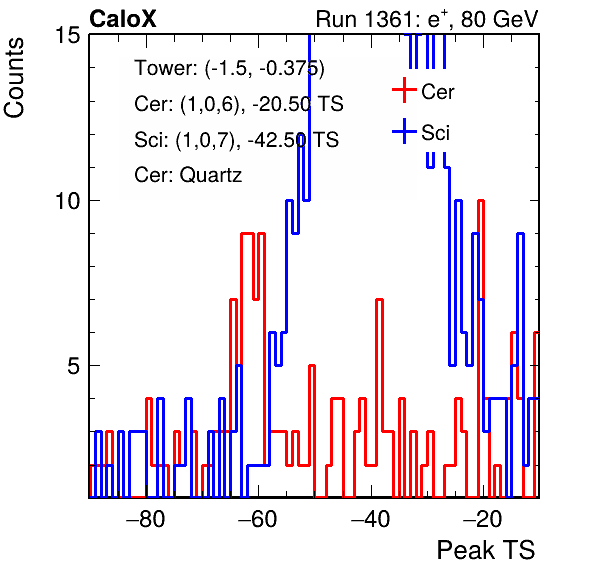 CaloX Run 1361: e⁺, 80 GeV
Counts
15
10
5
Tower: (-1.5, -0.375)
Cer: (1,0,6), -20.50 TS
Sci: (1,0,7), -42.50 TS
Cer: Quartz
Cer
Sci
−80 −60 −40 −20
Peak TS